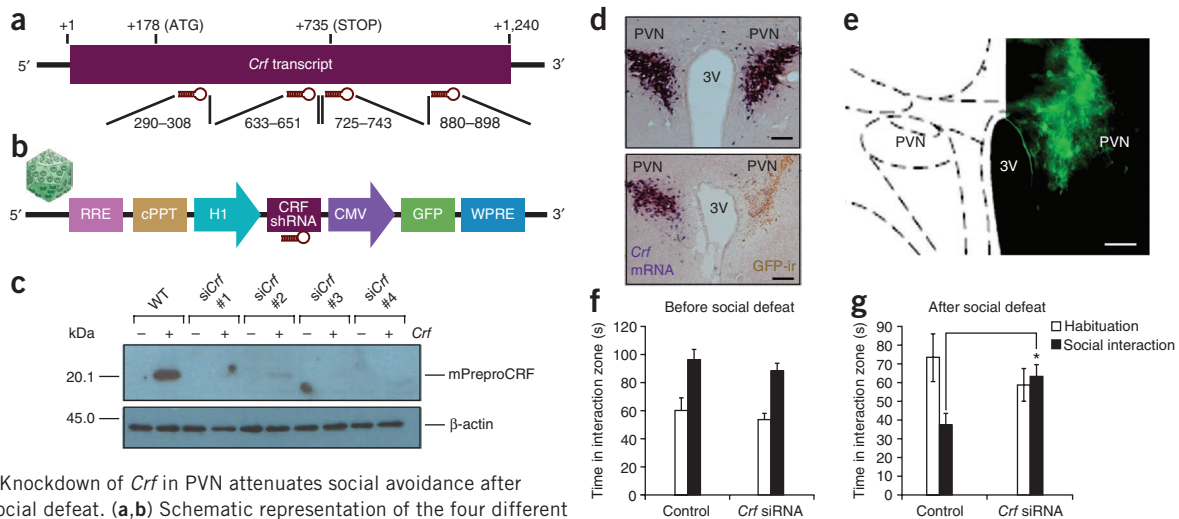 a
+1 +178 (ATG) +735 (STOP) +1,240
5′ Crf transcript 3′
290–308 633–651 725–743 880–898
b
5′ RRE cPPT H1 CRF shRNA CMV GFP WPRE 3′
c
WT siCrf #1 siCrf #2 siCrf #3 siCrf #4
kDa – + – + – + – + – + Crf
20.1 mPreproCRF
45.0 β-actin
Knockdown of Crf in PVN attenuates social avoidance after
ocial defeat. (a,b) Schematic representation of the four different
d
PVN PVN
3V
PVN PVN
3V
Crf
mRNA GFP-ir
e
PVN 3V PVN
f
Before social defeat
Time in interaction zone (s)
120
100
80
60
40
20
0
Control Crf siRNA
g
After social defeat
Time in interaction zone (s)
90
80
70
60
50
40
30
20
10
0
*
Habituation
Social interaction
Control Crf siRNA